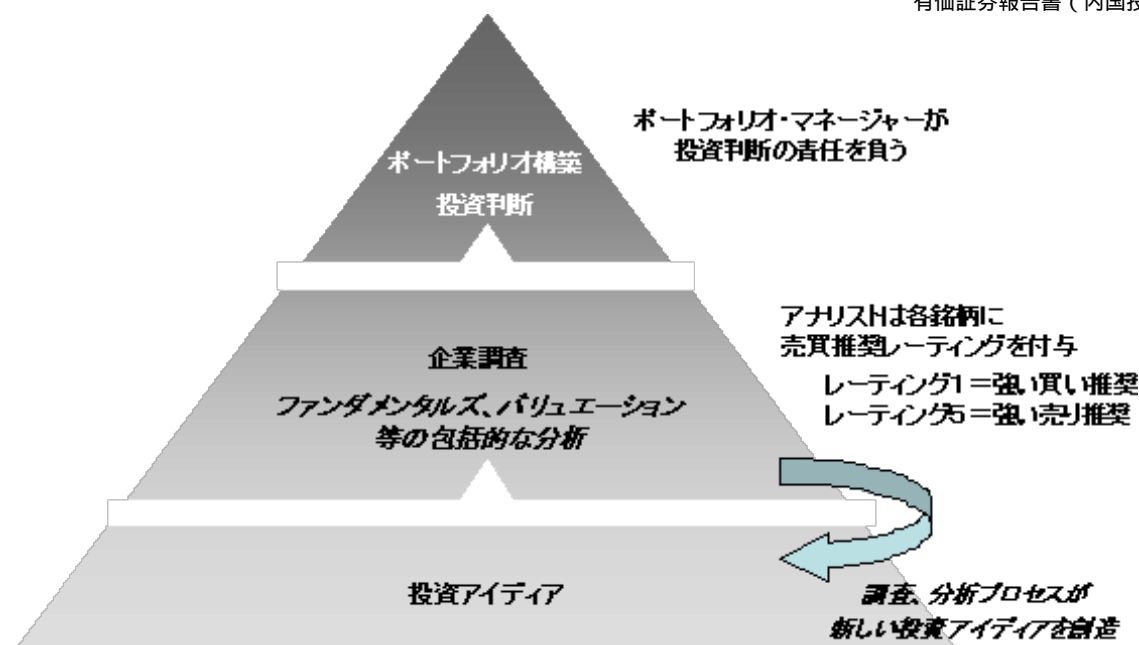 有価証券報告書(内国投
ポートフォリオ・マネージャーが
投資判断の責任を負う
ポートフォリオ構築
投資判断
アナリストは各銘柄に
売買推奨レーティングを付与
レーティング1=強い買い推奨
レーティング5=強い売り推奨
企業調査
ファンダメンタルズ、バリュエーション
等の包括的な分析
投資アイディア
調査、分析プロセスが
新しい投資アイディアを創造